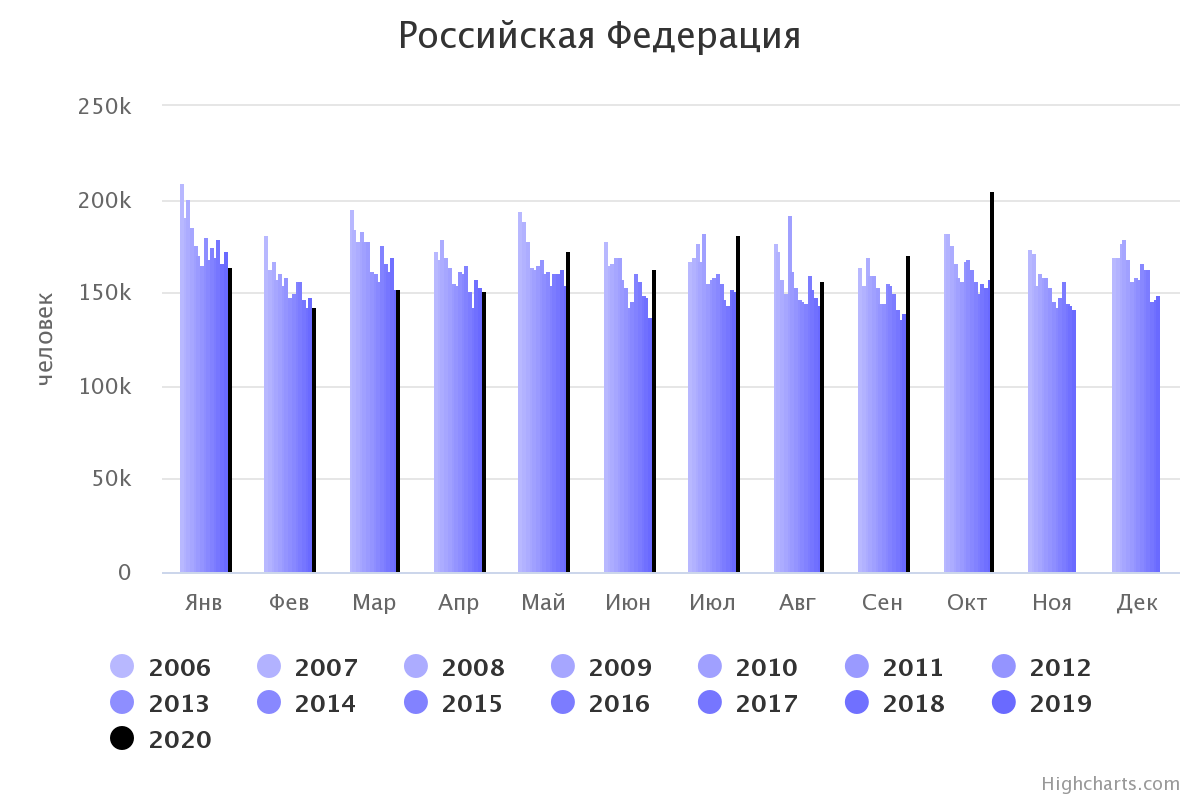 Российская Федерация
250k
200k
150k
100k
50k
0
человек
Янв Фев Мар Апр Май Июн Июл Авг Сен Окт Ноя Дек
2006 2007 2008 2009 2010 2011 2012
2013 2014 2015 2016 2017 2018 2019
2020
Highcharts.com